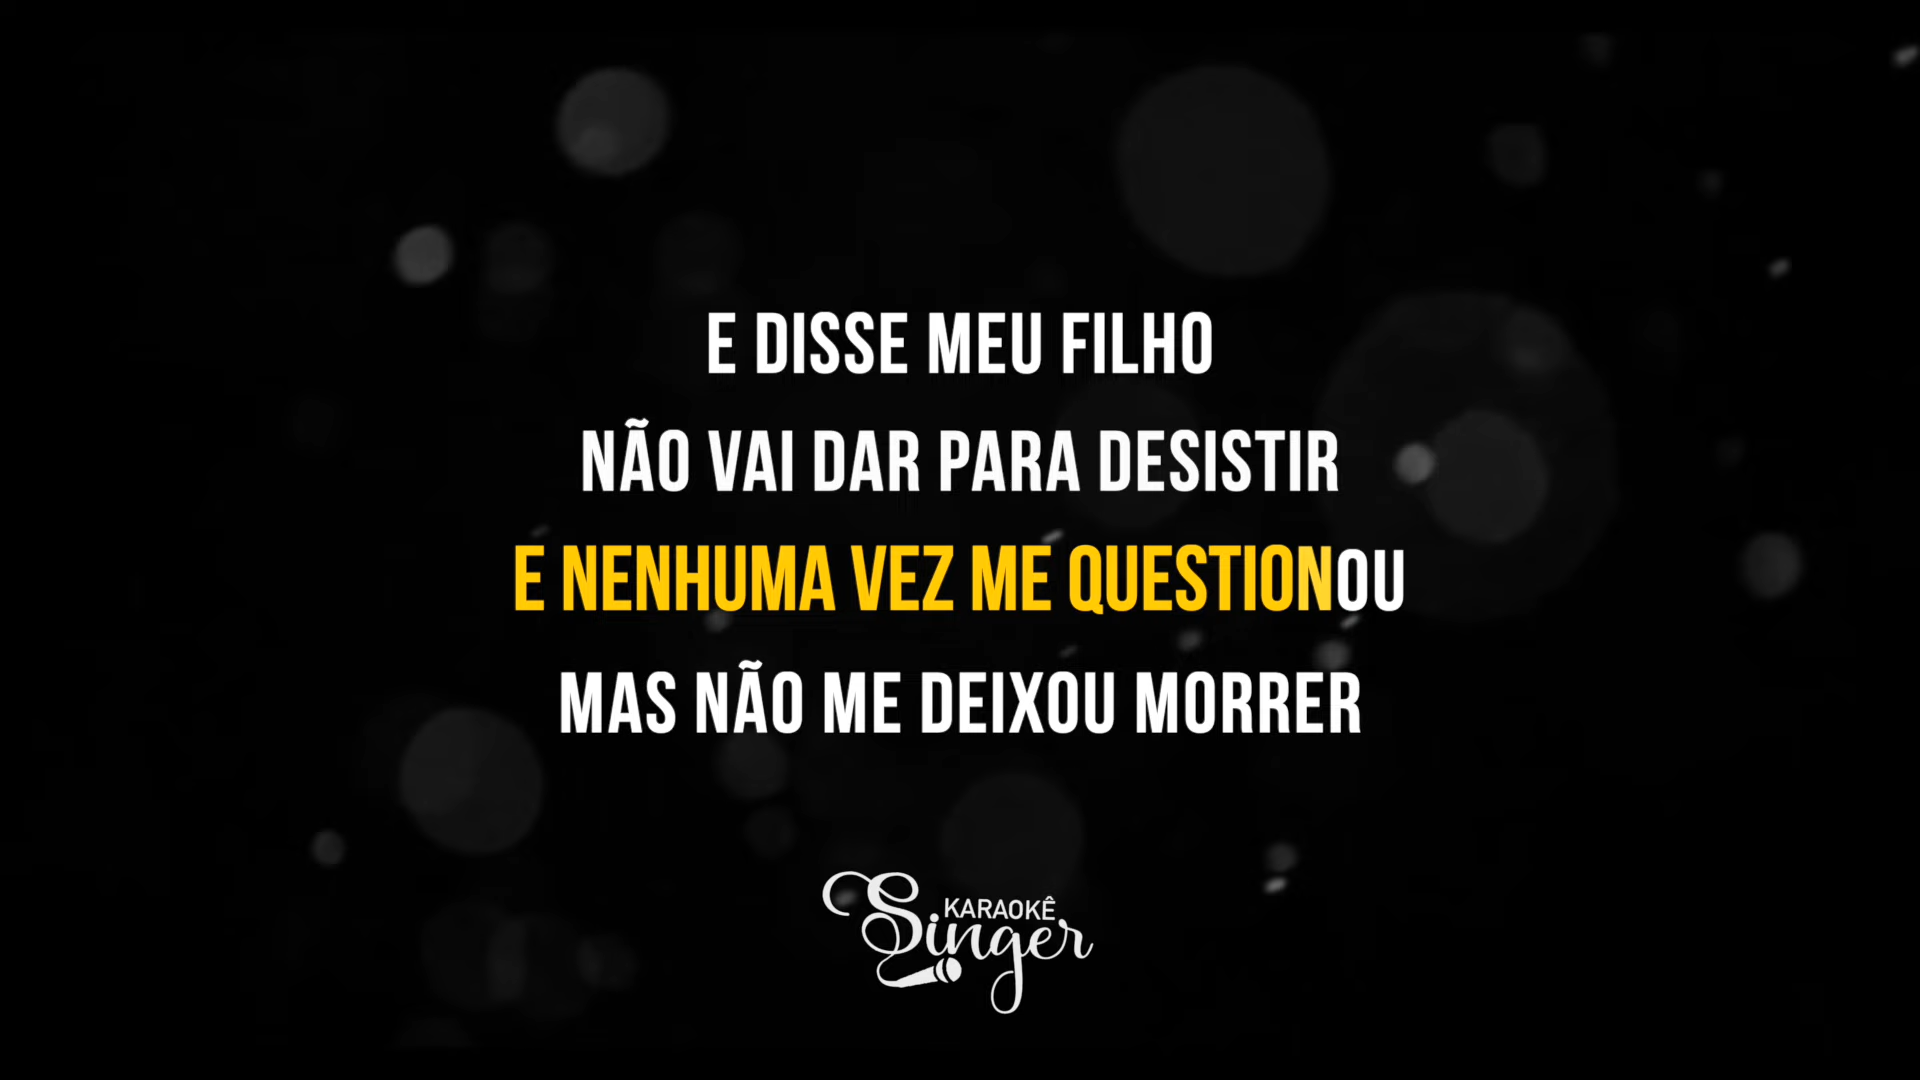 E DISSE MEU FILHO
NÃO VAI DAR PARA DESISTIR
E NENHUMA VEZ ME QUESTIONOU
MAS NÃO ME DEIXOU MORRER
KARAOKÊ
Singer